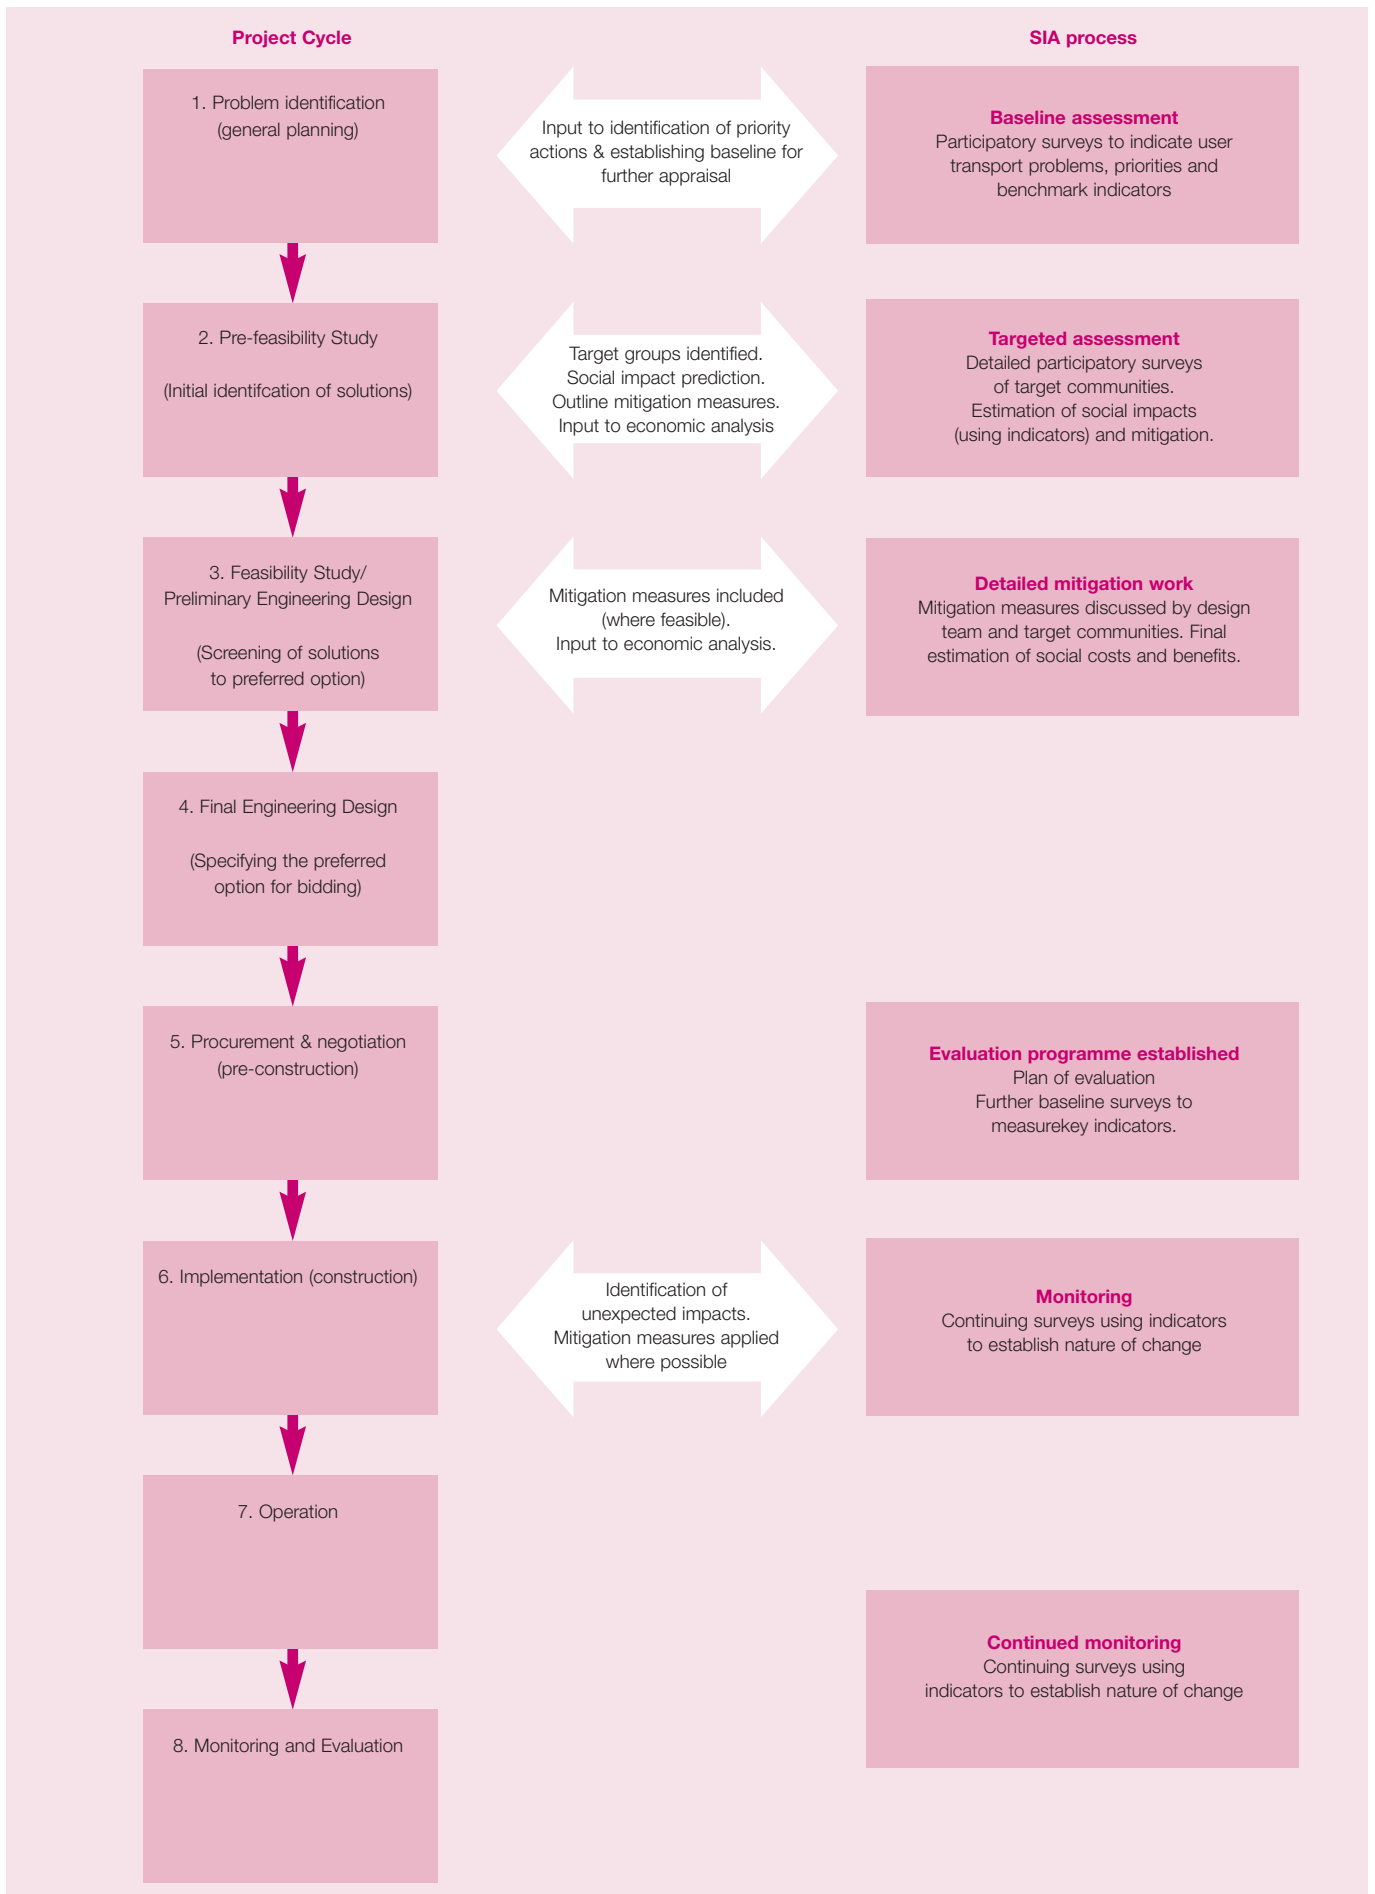 Project Cycle
SIA process
1. Problem identification
(general planning)
Input to identification of priority
actions & establishing baseline for
further appraisal
Baseline assessment
Participatory surveys to indicate user
transport problems, priorities and
benchmark indicators
2. Pre-feasibility Study
(Initial identifcation of solutions)
Target groups identified.
Social impact prediction.
Outline mitigation measures.
Input to economic analysis
Targeted assessment
Detailed participatory surveys
of target communities.
Estimation of social impacts
(using indicators) and mitigation.
3. Feasibility Study/
Preliminary Engineering Design
(Screening of solutions
to preferred option)
Mitigation measures included
(where feasible).
Input to economic analysis.
Detailed mitigation work
Mitigation measures discussed by design
team and target communities. Final
estimation of social costs and benefits.
4. Final Engineering Design
(Specifying the preferred
option for bidding)
5. Procurement & negotiation
(pre-construction)
Evaluation programme established
Plan of evaluation
Further baseline surveys to
measurekey indicators.
6. Implementation (construction)
Identification of
unexpected impacts.
Mitigation measures applied
where possible
Monitoring
Continuing surveys using indicators
to establish nature of change
7. Operation
Continued monitoring
Continuing surveys using
indicators to establish nature of change
8. Monitoring and Evaluation